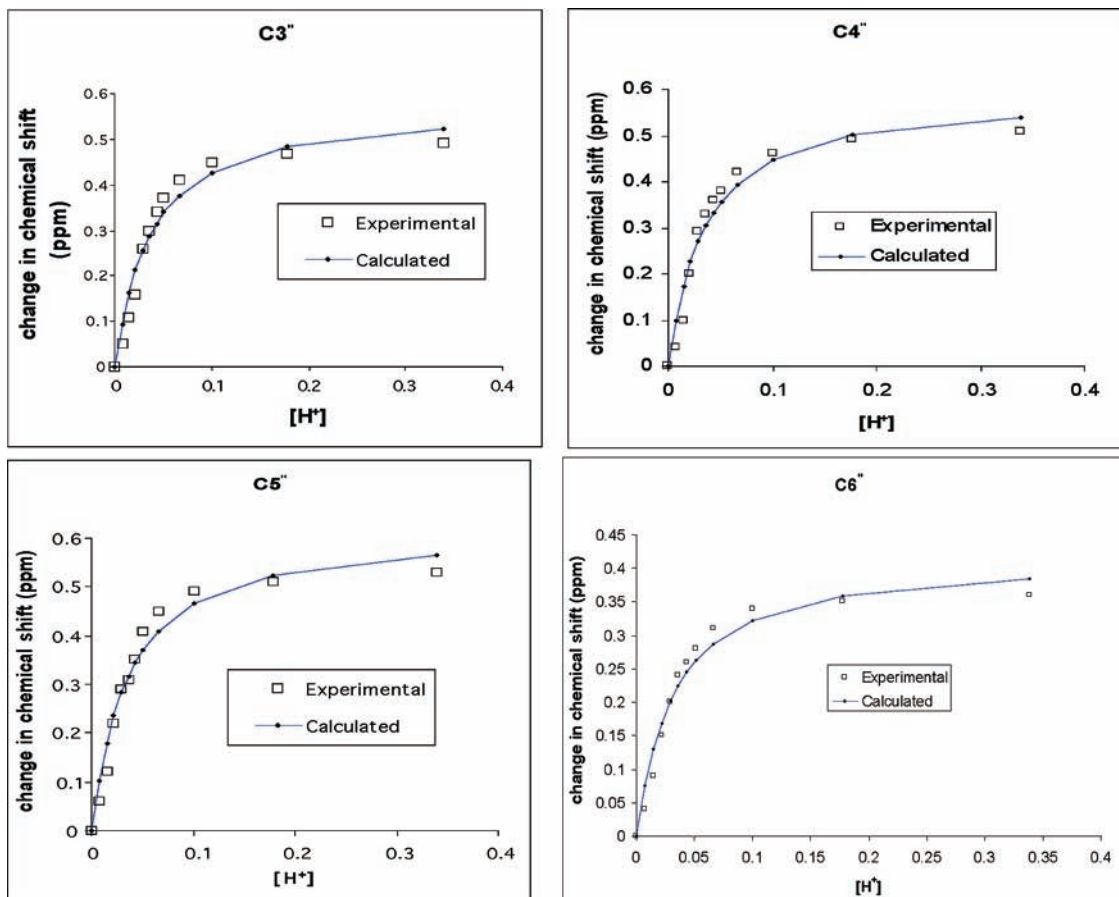 C3"
change in chemical shift
(ppm)
0.6
0.5
0.4
0.3
0.2
0.1
0
0 0.1 0.2 0.3 0.4
[H+]
Experimental
Calculated
C4"
change in chemical shift (ppm)
0.6
0.5
0.4
0.3
0.2
0.1
0
0 0.1 0.2 0.3 0.4
[H+]
Experimental
Calculated
C5"
change in chemical shift (ppm)
0.6
0.5
0.4
0.3
0.2
0.1
0
0 0.1 0.2 0.3 0.4
[H+]
Experimental
Calculated
C6"
change in chemical shift (ppm)
0.45
0.4
0.35
0.3
0.25
0.2
0.15
0.1
0.05
0
0 0.05 0.1 0.15 0.2 0.25 0.3 0.35 0.4
[H+]
Experimental
Calculated